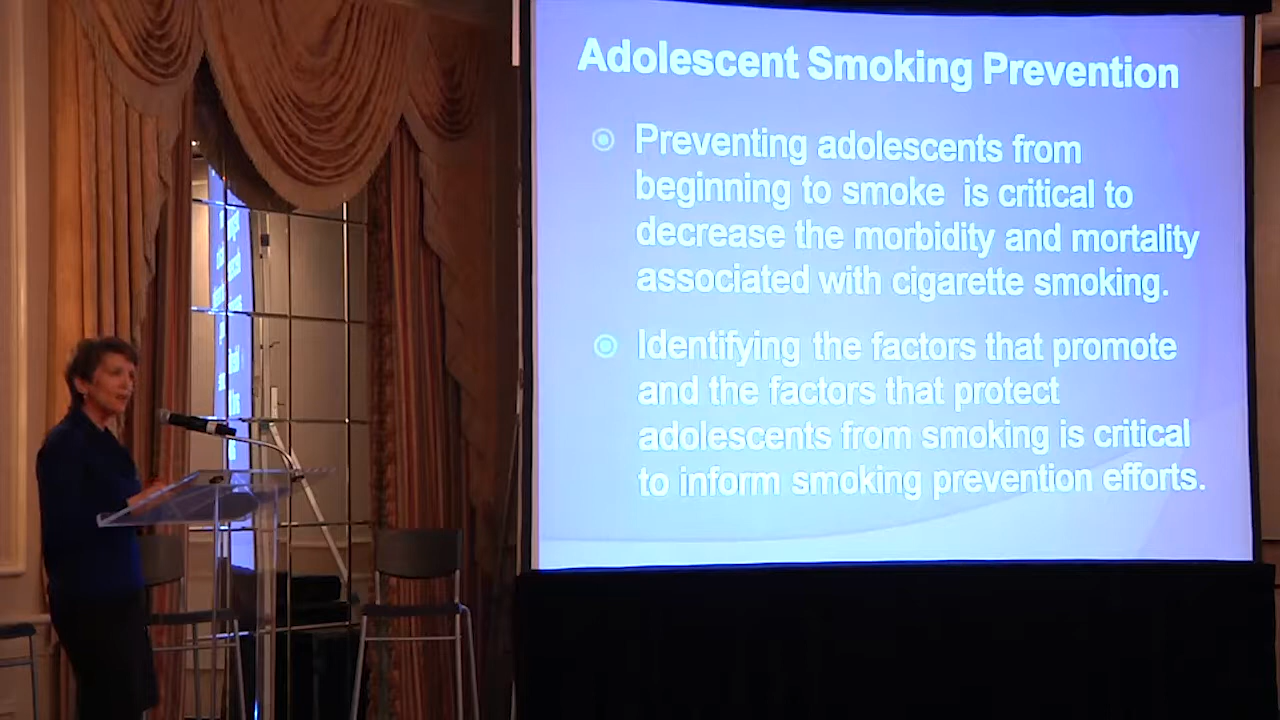 Adolescent Smoking Prevention
Preventing adolescents from
beginning to smoke is critical to
decrease the morbidity and mortality
associated with cigarette smoking.
Identifying the factors that promote
and the factors that protect
adolescents from smoking is critical
to inform smoking prevention efforts.